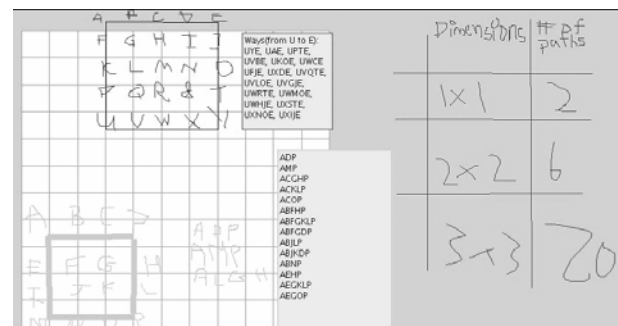 A B C D E
F G H I J
K L M N O
P Q R S T
U V W X Y
Ways(from U to E):
UYE, UAE, UPTE,
UVBE, UKOE, UWCE
UFJE, UXDE, UVQTE,
UVLOE, UVGJE,
UWRTE, UWMOE,
UWHJE, UXSTE,
UXNOE, UXIJE
ADP
AMP
ACGHP
ACKLP
ACOP
ABFHP
ABFGKLP
ABFGDP
ABJLP
ABJKDP
ABNP
AEHP
AEGKLP
AEGOP
A B C D
E F G H
I J K L
ADP
AMP
Dimensions # of paths
1x1 2
2x2 6
3x3 20